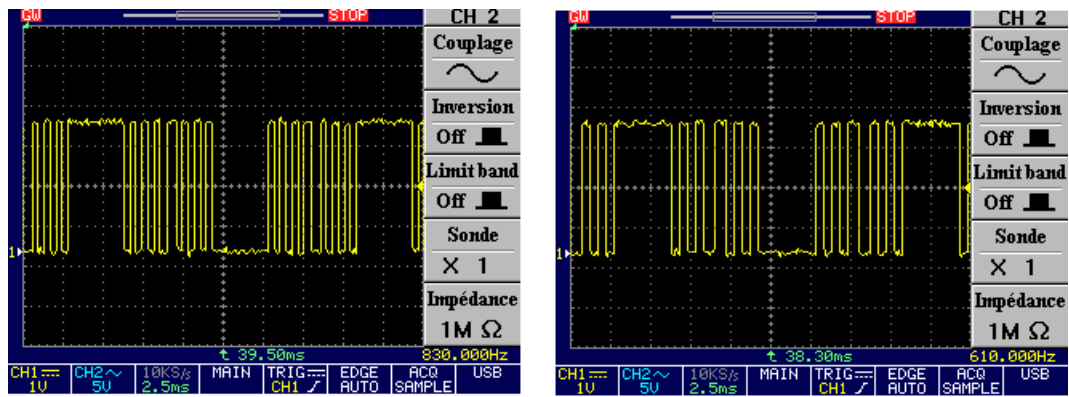 GW STOP CH 2
Couplage
Inversion
Off
Limit band
Off
Sonde
X 1
Impédance
1M Ω
1
39.50ms 830.000Hz
CH1 CH2 10KS/s MAIN TRIG EDGE ACQ USB
1V 5V 2.5ms CH1 AUTO SAMPLE
GW STOP CH 2
Couplage
Inversion
Off
Limit band
Off
Sonde
X 1
Impédance
1M Ω
1
38.30ms 610.000Hz
CH1 CH2 10KS/s MAIN TRIG EDGE ACQ USB
1V 5V 2.5ms CH1 AUTO SAMPLE